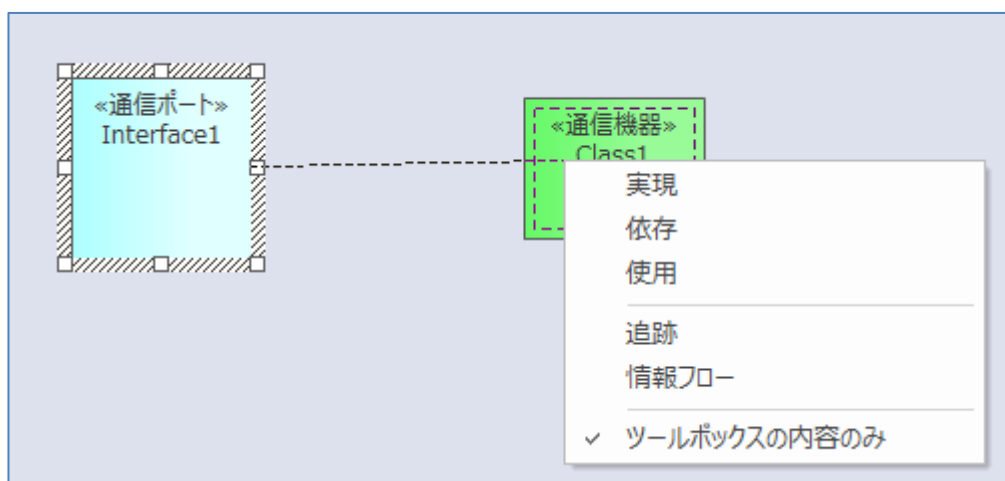 «通信ポート»
Interface1
«通信機器»
Class1
実現
依存
使用
追跡
情報フロー
ツールボックスの内容のみ